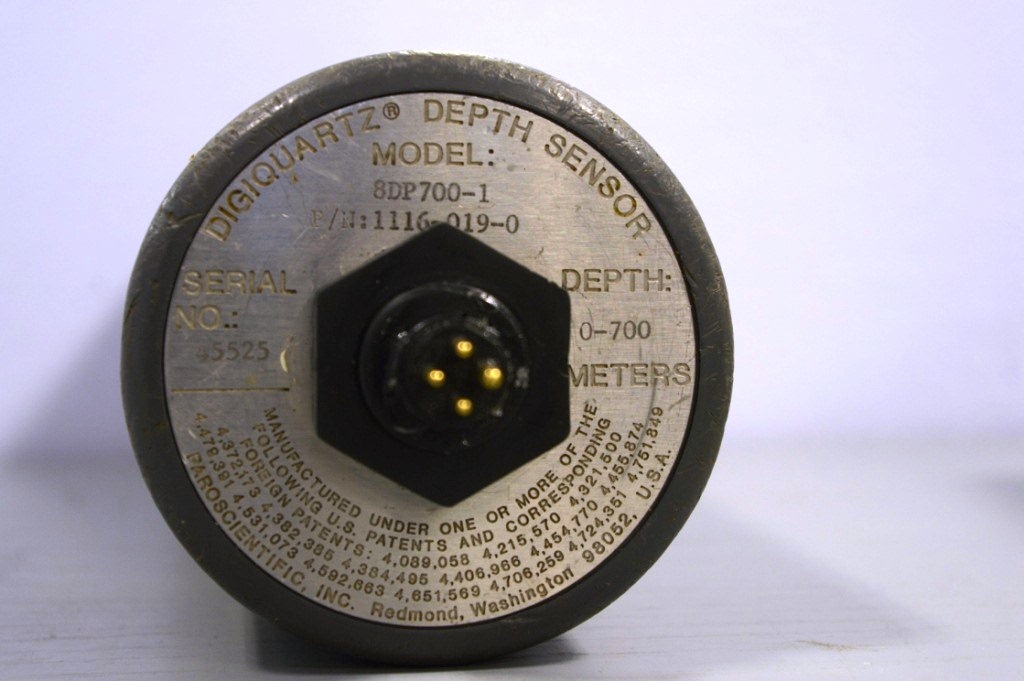 DIGIQUARTZ® DEPTH SENSOR
MODEL:
8DP700-1
P/N:1116-019-0
SERIAL
NO.:
45525
DEPTH:
0-700
METERS
MANUFACTURED UNDER ONE OR MORE OF THE
FOLLOWING U.S. PATENTS AND CORRESPONDING
FOREIGN PATENTS: 4,089,058 4,215,570 4,321,500
4,372,173 4,382,385 4,384,495 4,406,966 4,454,770 4,455,874
4,479,391 4,531,073 4,592,663 4,651,569 4,706,259 4,724,351 4,751,849
PAROSCIENTIFIC, INC. Redmond, Washington 98052, U.S.A.